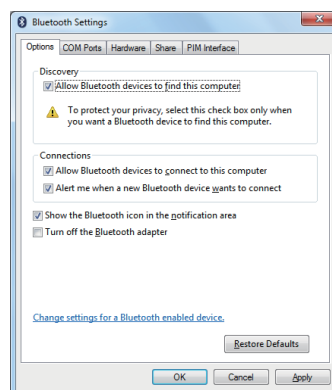 Bluetooth Settings
Options COM Ports Hardware Share PIM Interface
Discovery
Allow Bluetooth devices to find this computer
To protect your privacy, select this check box only when
you want a Bluetooth device to find this computer.
Connections
Allow Bluetooth devices to connect to this computer
Alert me when a new Bluetooth device wants to connect
Show the Bluetooth icon in the notification area
Turn off the Bluetooth adapter
Change settings for a Bluetooth enabled device.
Restore Defaults
OK Cancel Apply